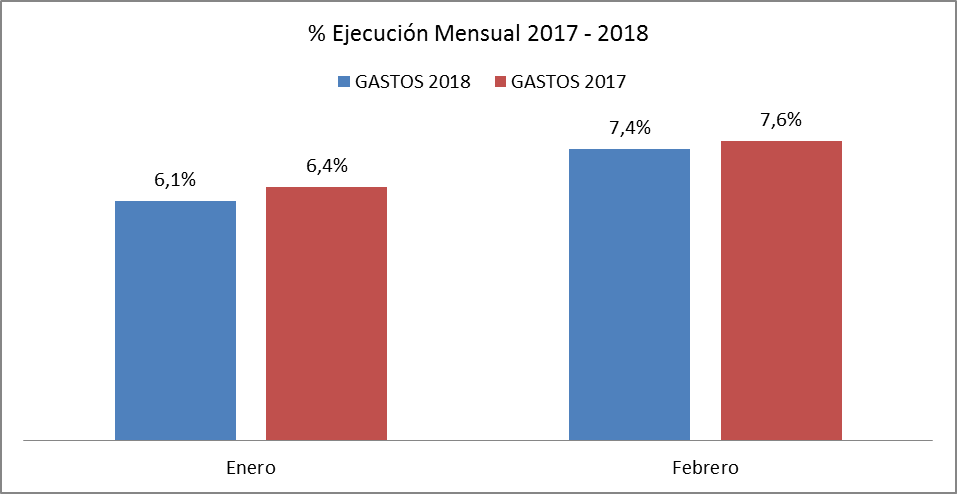 % Ejecución Mensual 2017 - 2018
GASTOS 2018 GASTOS 2017
6,1%
6,4%
7,4%
7,6%
Enero
Febrero